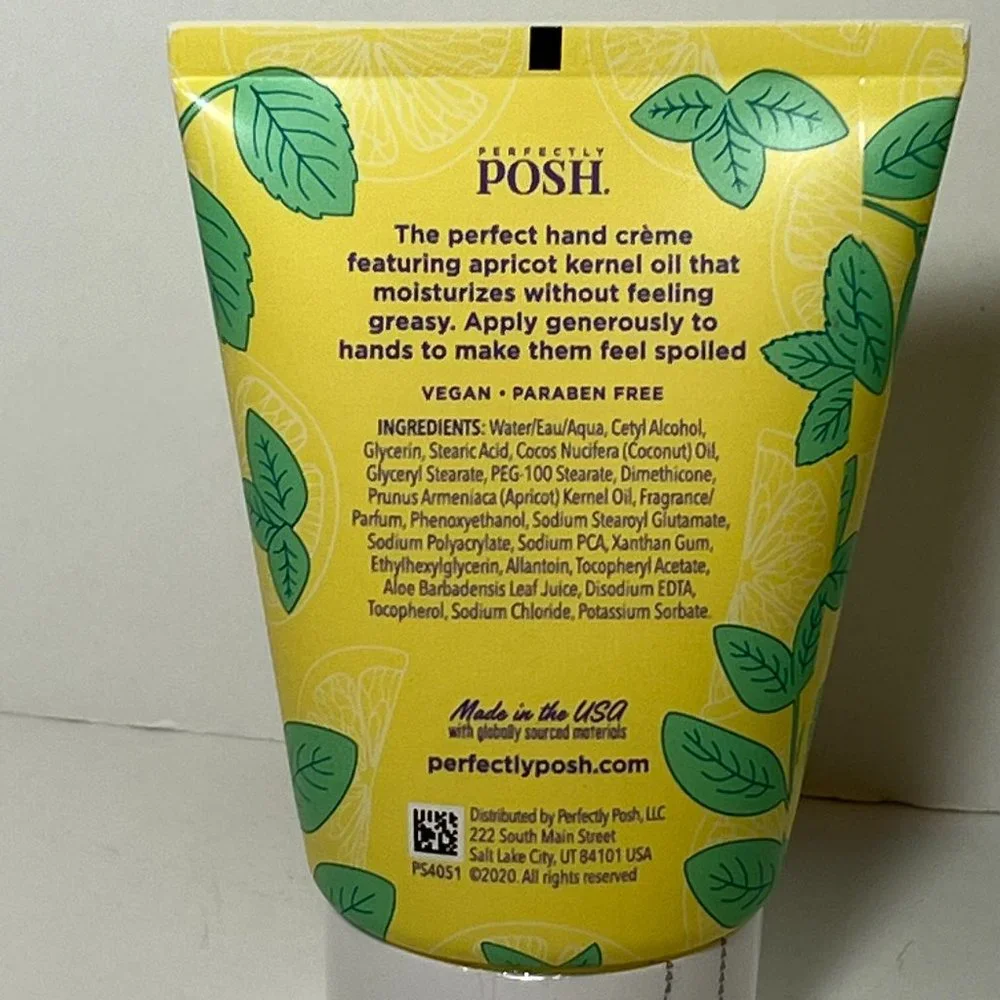 PERFECTLY
POSH.
The perfect hand crème
featuring apricot kernel oil that
moisturizes without feeling
greasy. Apply generously to
hands to make them feel spoiled
VEGAN • PARABEN FREE
INGREDIENTS: Water/Eau/Aqua, Cetyl Alcohol,
Glycerin, Stearic Acid, Cocos Nucifera (Coconut) Oil,
Glyceryl Stearate, PEG-100 Stearate, Dimethicone,
Prunus Armeniaca (Apricot) Kernel Oil, Fragrance/
Parfum, Phenoxyethanol, Sodium Stearoyl Glutamate,
Sodium Polyacrylate, Sodium PCA, Xanthan Gum,
Ethylhexylglycerin, Allantoin, Tocopheryl Acetate,
Aloe Barbadensis Leaf Juice, Disodium EDTA,
Tocopherol, Sodium Chloride, Potassium Sorbate.
Made in the USA
with globally sourced materials
perfectlyposh.com
Distributed by Perfectly Posh, LLC
222 South Main Street
Salt Lake City, UT 84101 USA
PS4051 ©2020. All rights reserved